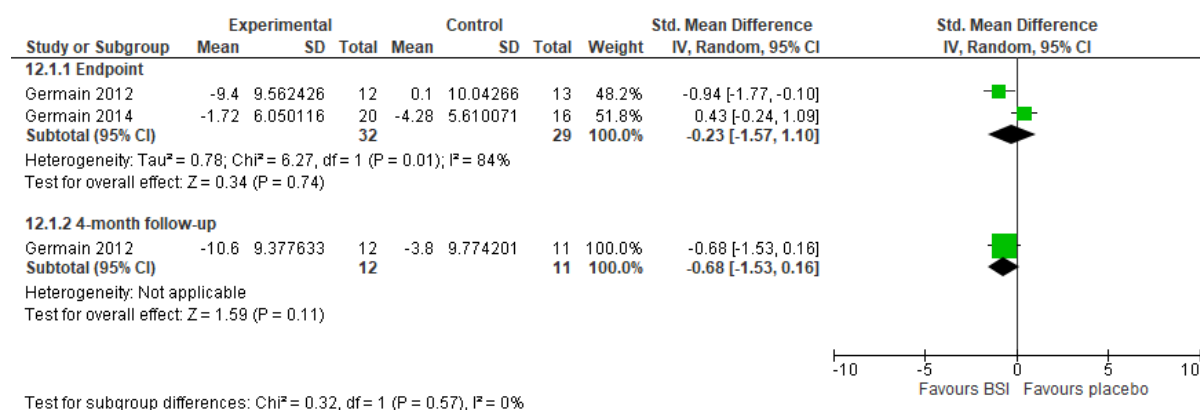 Experimental Control Std. Mean Difference Std. Mean Difference
Study or Subgroup Mean SD Total Mean SD Total Weight IV, Random, 95% CI IV, Random, 95% CI
12.1.1 Endpoint
Germain 2012 -9.4 9.562426 12 0.1 10.04266 13 48.2% -0.94 [-1.77, -0.10]
Germain 2014 -1.72 6.050116 20 -4.28 5.610071 16 51.8% 0.43 [-0.24, 1.09]
Subtotal (95% CI) 32 29 100.0% -0.23 [-1.57, 1.10]
Heterogeneity: Tau² = 0.78; Chi² = 6.27, df = 1 (P = 0.01); I² = 84%
Test for overall effect: Z = 0.34 (P = 0.74)
12.1.2 4-month follow-up
Germain 2012 -10.6 9.377633 12 -3.8 9.774201 11 100.0% -0.68 [-1.53, 0.16]
Subtotal (95% CI) 12 11 100.0% -0.68 [-1.53, 0.16]
Heterogeneity: Not applicable
Test for overall effect: Z = 1.59 (P = 0.11)
-10 -5 0 5 10
Favours BSI Favours placebo
Test for subgroup differences: Chi² = 0.32, df = 1 (P = 0.57), I² = 0%